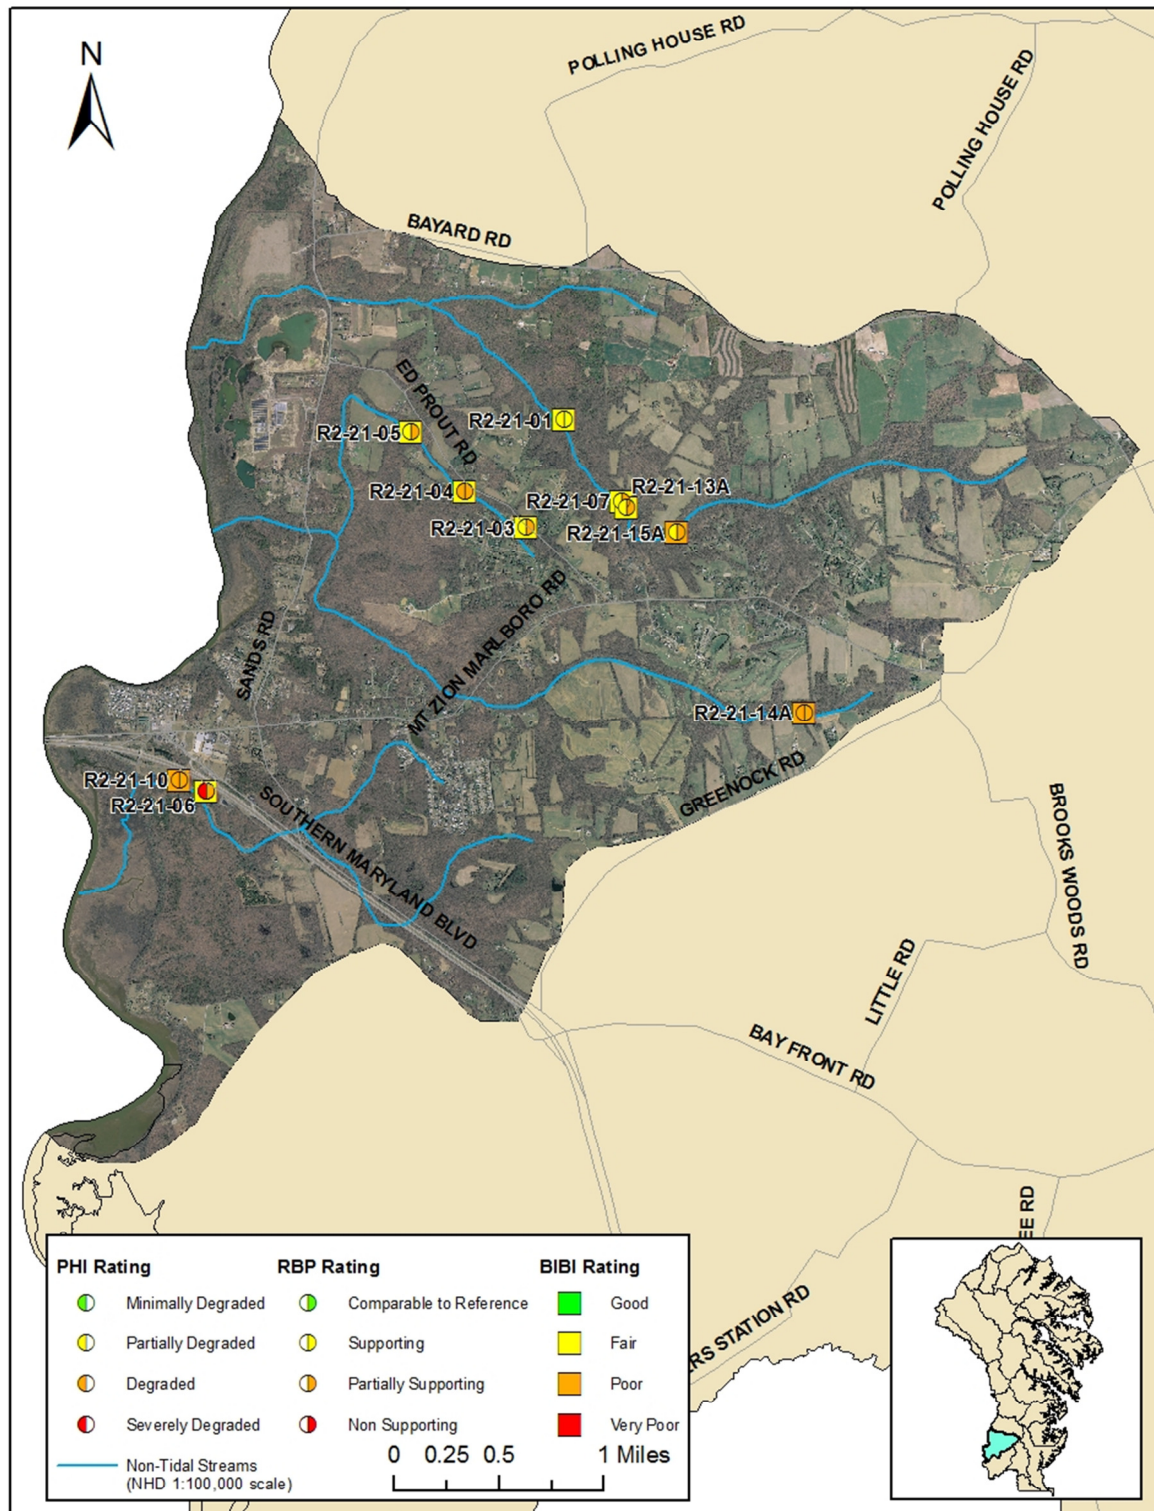 N
POLLING HOUSE RD
POLLING HOUSE RD
BAYARD RD
ED PROUT RD
R2-21-01
R2-21-05
R2-21-04
R2-21-07
R2-21-13A
R2-21-03
R2-21-15A
MT ZION MARLBORO RD
SANDS RD
R2-21-14A
GREENOCK RD
R2-21-10
R2-21-06
SOUTHERN MARYLAND BLVD
BROOKS WOODS RD
LITTLE RD
BAY FRONT RD
EE RD
ERS STATION RD
PHI Rating
Minimally Degraded
Partially Degraded
Degraded
Severely Degraded
Non-Tidal Streams
(NHD 1:100,000 scale)
RBP Rating
Comparable to Reference
Supporting
Partially Supporting
Non Supporting
BIBI Rating
Good
Fair
Poor
Very Poor
0 0.25 0.5 1 Miles